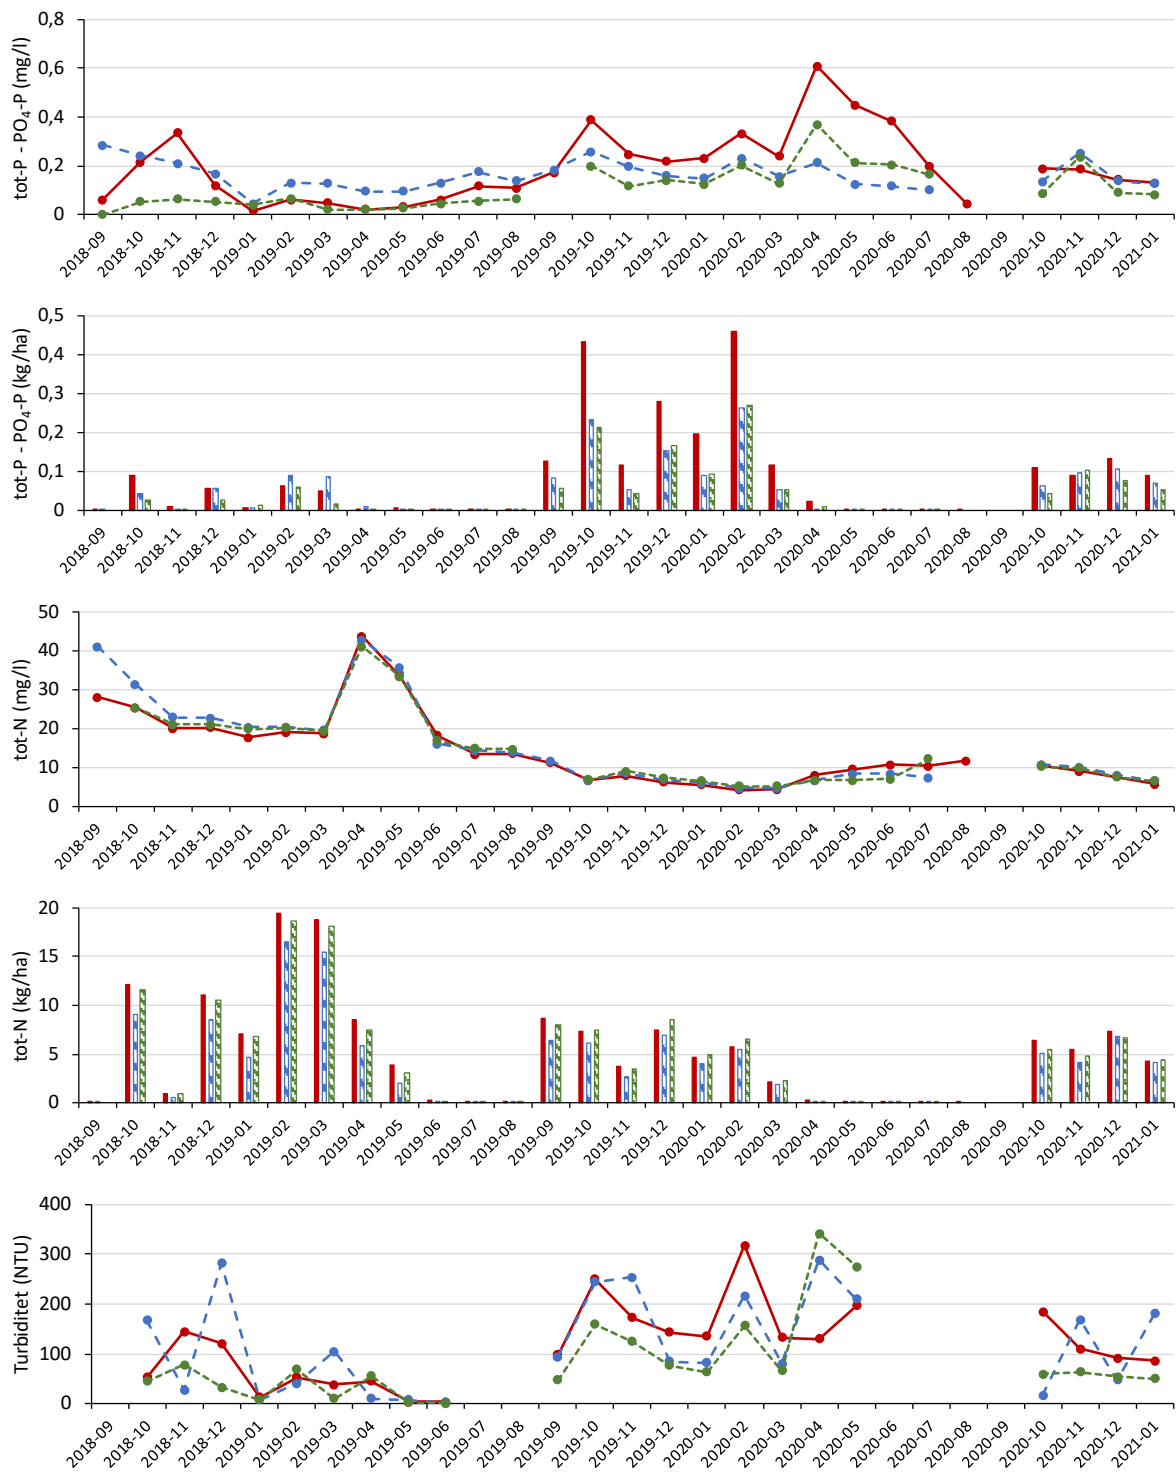 tot-P - PO₄-P (mg/l)
0,8
0,6
0,4
0,2
0
2018-09 2018-10 2018-11 2018-12 2019-01 2019-02 2019-03 2019-04 2019-05 2019-06 2019-07 2019-08 2019-09 2019-10 2019-11 2019-12 2020-01 2020-02 2020-03 2020-04 2020-05 2020-06 2020-07 2020-08 2020-09 2020-10 2020-11 2020-12 2021-01
tot-P - PO₄-P (kg/ha)
0,5
0,4
0,3
0,2
0,1
0
2018-09 2018-10 2018-11 2018-12 2019-01 2019-02 2019-03 2019-04 2019-05 2019-06 2019-07 2019-08 2019-09 2019-10 2019-11 2019-12 2020-01 2020-02 2020-03 2020-04 2020-05 2020-06 2020-07 2020-08 2020-09 2020-10 2020-11 2020-12 2021-01
tot-N (mg/l)
50
40
30
20
10
0
2018-09 2018-10 2018-11 2018-12 2019-01 2019-02 2019-03 2019-04 2019-05 2019-06 2019-07 2019-08 2019-09 2019-10 2019-11 2019-12 2020-01 2020-02 2020-03 2020-04 2020-05 2020-06 2020-07 2020-08 2020-09 2020-10 2020-11 2020-12 2021-01
tot-N (kg/ha)
20
15
10
5
0
2018-09 2018-10 2018-11 2018-12 2019-01 2019-02 2019-03 2019-04 2019-05 2019-06 2019-07 2019-08 2019-09 2019-10 2019-11 2019-12 2020-01 2020-02 2020-03 2020-04 2020-05 2020-06 2020-07 2020-08 2020-09 2020-10 2020-11 2020-12 2021-01
Turbiditet (NTU)
400
300
200
100
0
2018-09 2018-10 2018-11 2018-12 2019-01 2019-02 2019-03 2019-04 2019-05 2019-06 2019-07 2019-08 2019-09 2019-10 2019-11 2019-12 2020-01 2020-02 2020-03 2020-04 2020-05 2020-06 2020-07 2020-08 2020-09 2020-10 2020-11 2020-12 2021-01